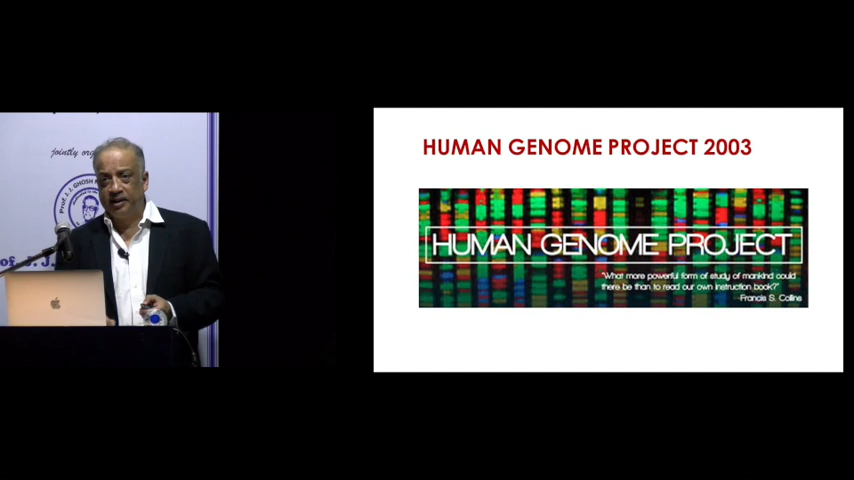 jointly org
Prof. J. J. GHOSH
of. J. J.
HUMAN GENOME PROJECT 2003
HUMAN GENOME PROJECT
"What more powerful form of study of mankind could
there be than to read our own instruction book?"
Francis S. Collins